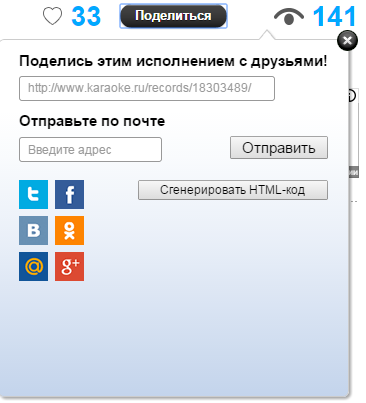 33 Поделиться 141
Поделись этим исполнением с друзьями!
http://www.karaoke.ru/records/18303489/
Отправьте по почте
Введите адрес Отправить
Сгенерировать HTML-код